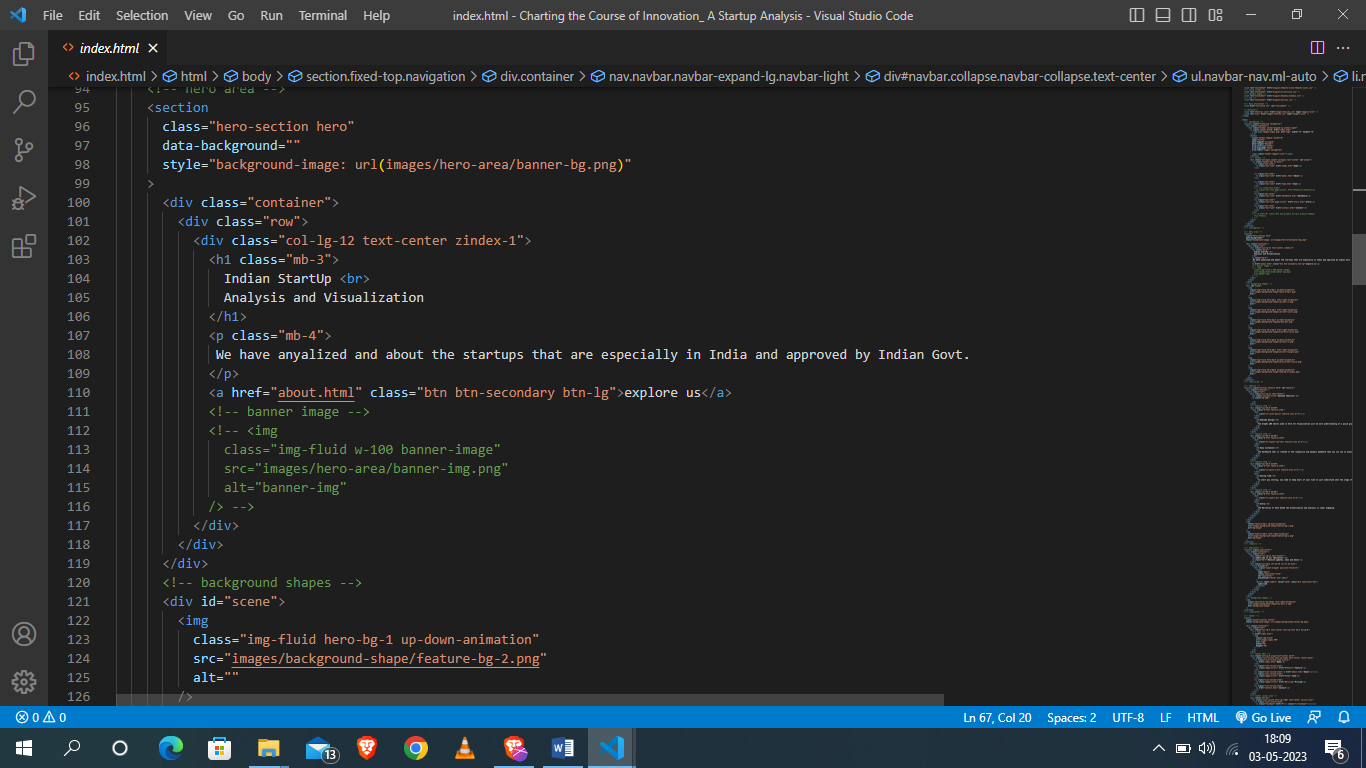 File Edit Selection View Go Run Terminal Help index.html - Charting the Course of Innovation_ A Startup Analysis - Visual Studio Code
index.html
index.html > html > body > section.fixed-top.navigation > div.container > nav.navbar.navbar-expand-lg.navbar-light > div#navbar.collapse.navbar-collapse.text-center > ul.navbar-nav.ml-auto > li.n
94 <!-- hero area -->
95 <section
96 class="hero-section hero"
97 data-background=""
98 style="background-image: url(images/hero-area/banner-bg.png)"
99 >
100 <div class="container">
101 <div class="row">
102 <div class="col-lg-12 text-center zindex-1">
103 <h1 class="mb-3">
104 Indian StartUp <br>
105 Analysis and Visualization
106 </h1>
107 <p class="mb-4">
108 We have anyalized and about the startups that are especially in India and approved by Indian Govt.
109 </p>
110 <a href="about.html" class="btn btn-secondary btn-lg">explore us</a>
111 <!-- banner image -->
112 <!-- <img
113 class="img-fluid w-100 banner-image"
114 src="images/hero-area/banner-img.png"
115 alt="banner-img"
116 /> -->
117 </div>
118 </div>
119 </div>
120 <!-- background shapes -->
121 <div id="scene">
122 <img
123 class="img-fluid hero-bg-1 up-down-animation"
124 src="images/background-shape/feature-bg-2.png"
125 alt=""
126 />
0 0 Ln 67, Col 20 Spaces: 2 UTF-8 LF HTML Go Live
13 18:09
03-05-2023 6